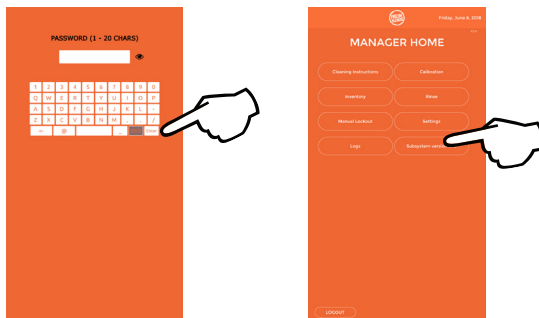 PASSWORD (1 - 20 CHARS)
1 2 3 4 5 6 7 8 9 0
Q W E R T Y U I O P
A S D F G H J K L -
Z X C V B N M , . /
@ _
Friday, June 8, 2018
MANAGER HOME
Cleaning Instructions
Calibration
Inventory
Rinse
Manual Lockout
Settings
Logs
Subsystem
LOGOUT